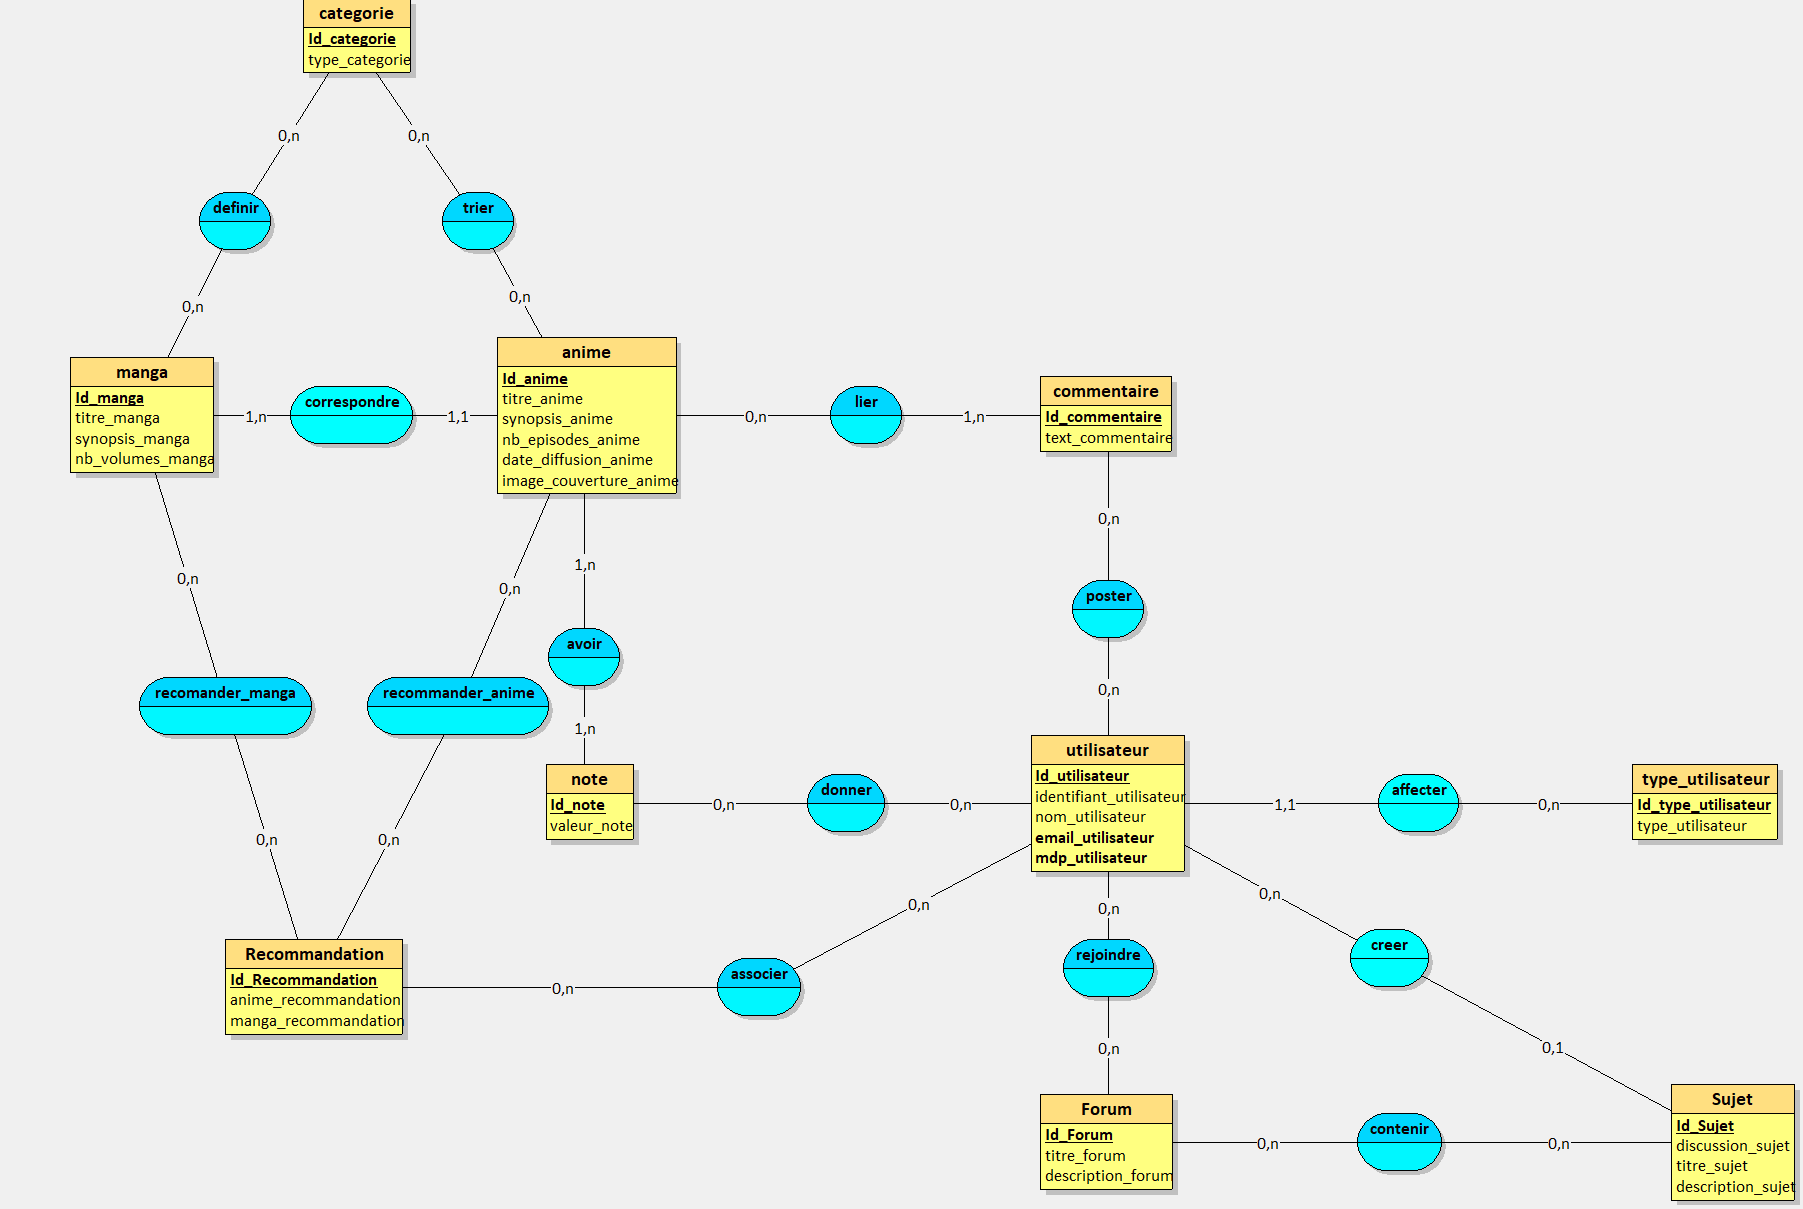 categorie
Id_categorie
type_categorie
0,n
0,n
definir
trier
0,n
0,n
manga
Id_manga
titre_manga
synopsis_manga
nb_volumes_manga
1,n
correspondre
1,1
anime
Id_anime
titre_anime
synopsis_anime
nb_episodes_anime
date_diffusion_anime
image_couverture_anime
0,n
lier
1,n
commentaire
Id_commentaire
text_commentaire
0,n
0,n
0,n
1,n
poster
avoir
recomander_manga
recommander_anime
0,n
1,n
note
Id_note
valeur_note
0,n
donner
0,n
utilisateur
Id_utilisateur
identifiant_utilisateur
nom_utilisateur
email_utilisateur
mdp_utilisateur
1,1
affecter
0,n
type_utilisateur
Id_type_utilisateur
type_utilisateur
0,n
0,n
0,n
0,n
0,n
Recommandation
Id_Recommandation
anime_recommandation
manga_recommandation
0,n
associer
rejoindre
creer
0,n
0,1
Forum
Id_Forum
titre_forum
description_forum
0,n
contenir
0,n
Sujet
Id_Sujet
discussion_sujet
titre_sujet
description_sujet